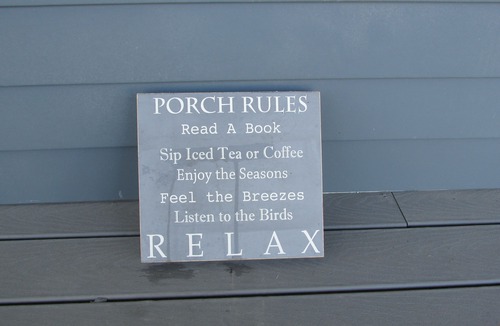 PORCH RULES
Read A Book
Sip Iced Tea or Coffee
Enjoy the Seasons
Feel the Breezes
Listen to the Birds
RELAX